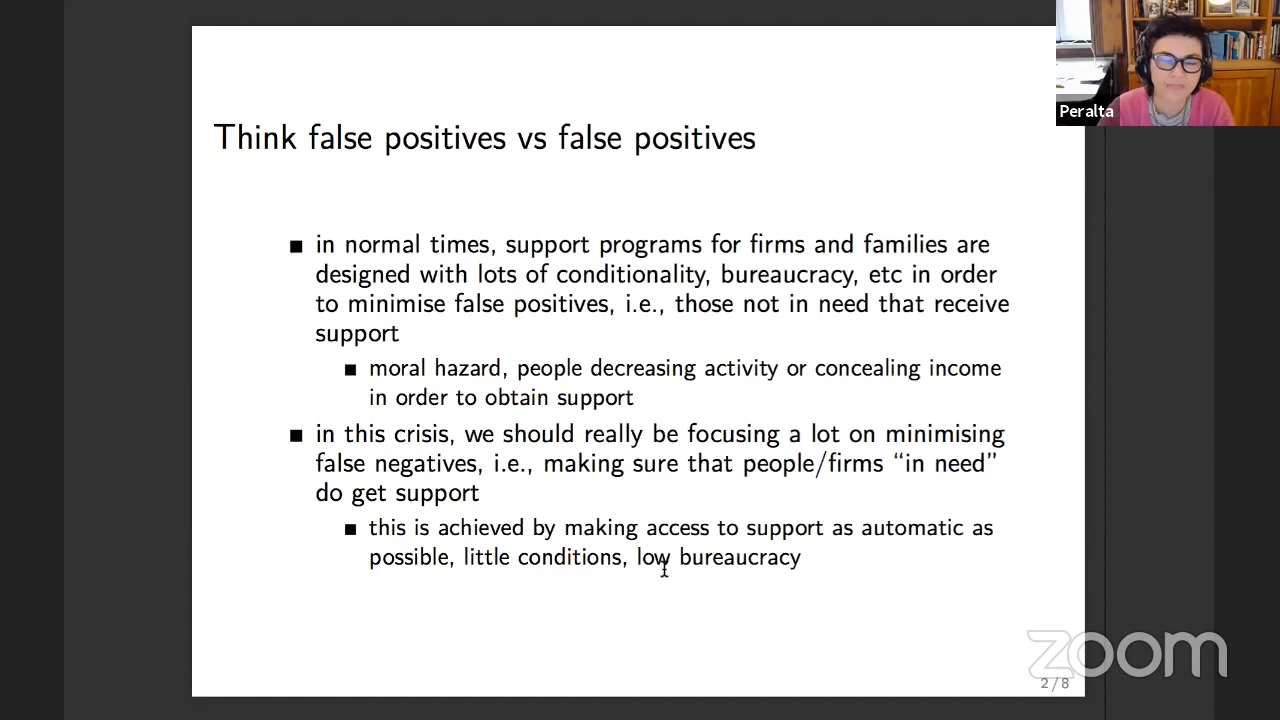 Think false positives vs false positives
Peralta
■ in normal times, support programs for firms and families are
designed with lots of conditionality, bureaucracy, etc in order
to minimise false positives, i.e., those not in need that receive
support
■ moral hazard, people decreasing activity or concealing income
in order to obtain support
■ in this crisis, we should really be focusing a lot on minimising
false negatives, i.e., making sure that people/firms “in need”
do get support
■ this is achieved by making access to support as automatic as
possible, little conditions, low bureaucracy
zoom
2 / 8